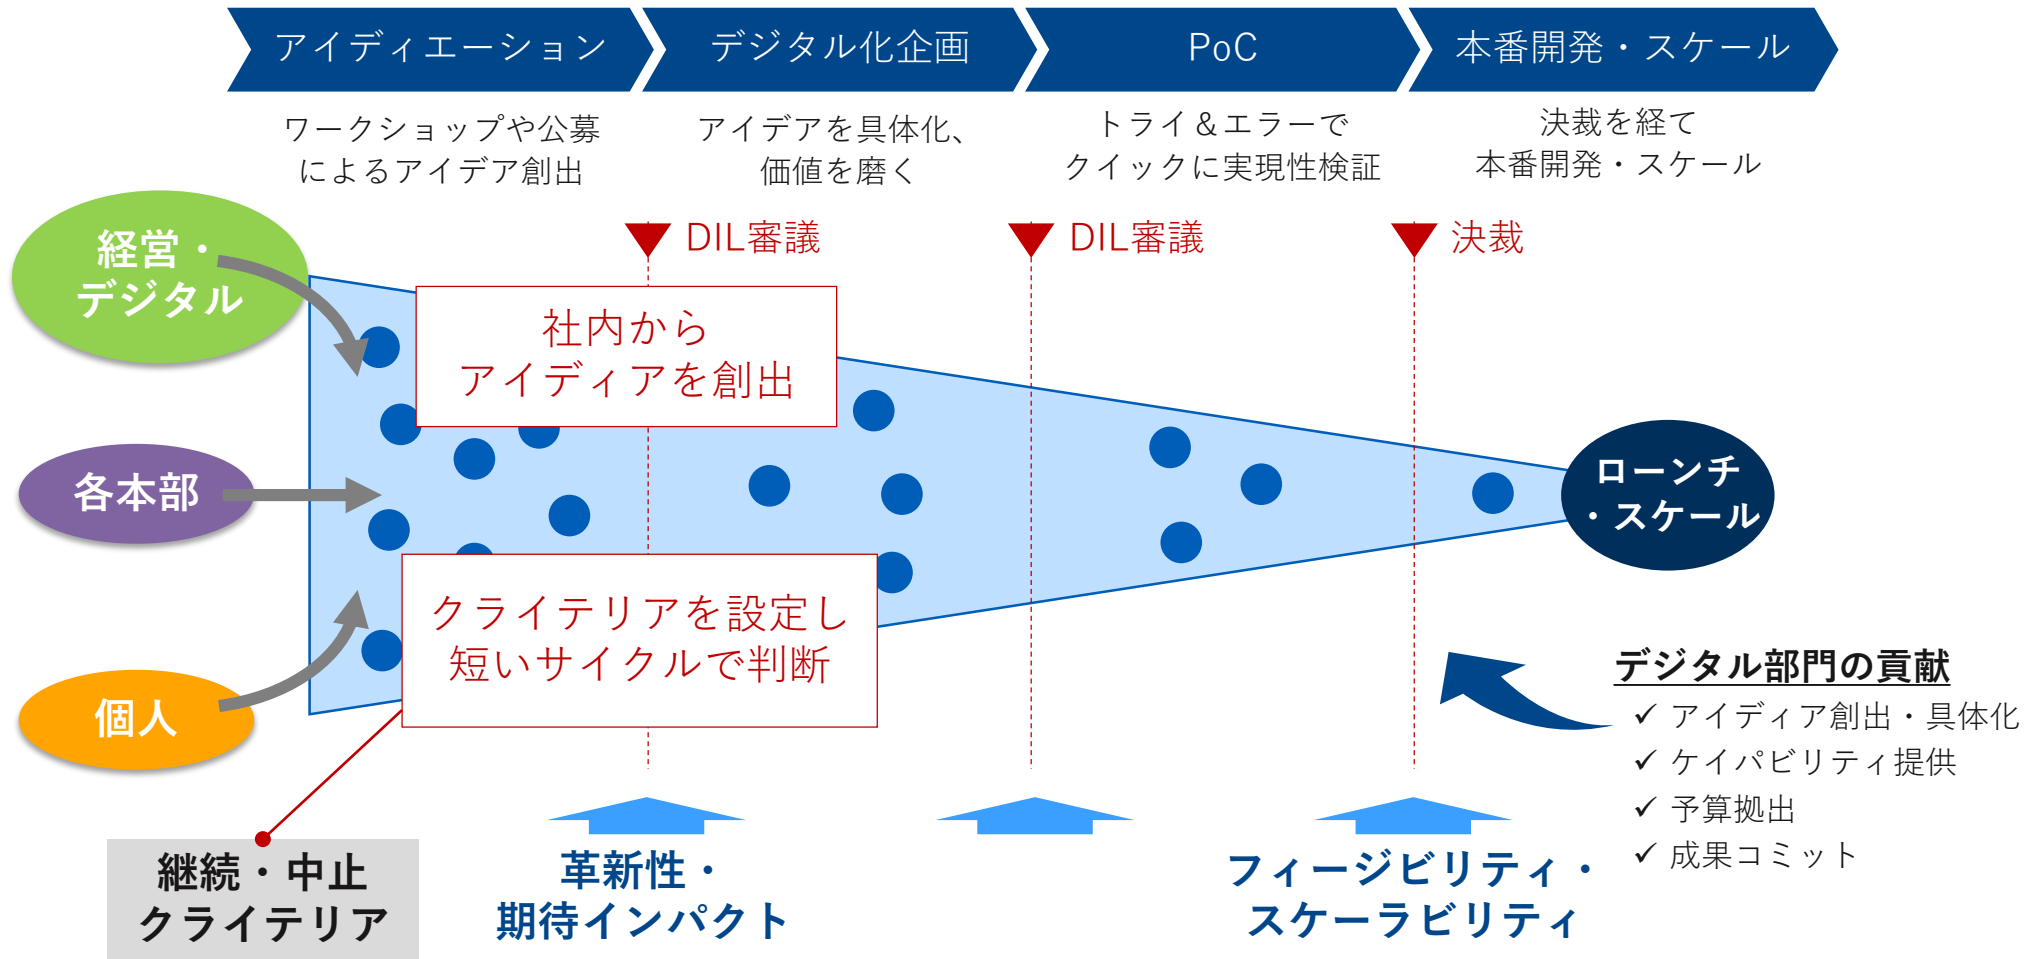 アイディエーション
デジタル化企画
PoC
本番開発・スケール
ワークショップや公募
によるアイデア創出
アイデアを具体化、
価値を磨く
トライ＆エラーで
クイックに実現性検証
決裁を経て
本番開発・スケール
DIL審議
DIL審議
決裁
経営・
デジタル
各本部
個人
社内から
アイディアを創出
クライテリアを設定し
短いサイクルで判断
ローンチ
・スケール
デジタル部門の貢献
✓ アイディア創出・具体化
✓ ケイパビリティ提供
✓ 予算拠出
✓ 成果コミット
継続・中止
クライテリア
革新性・
期待インパクト
フィージビリティ・
スケーラビリティ